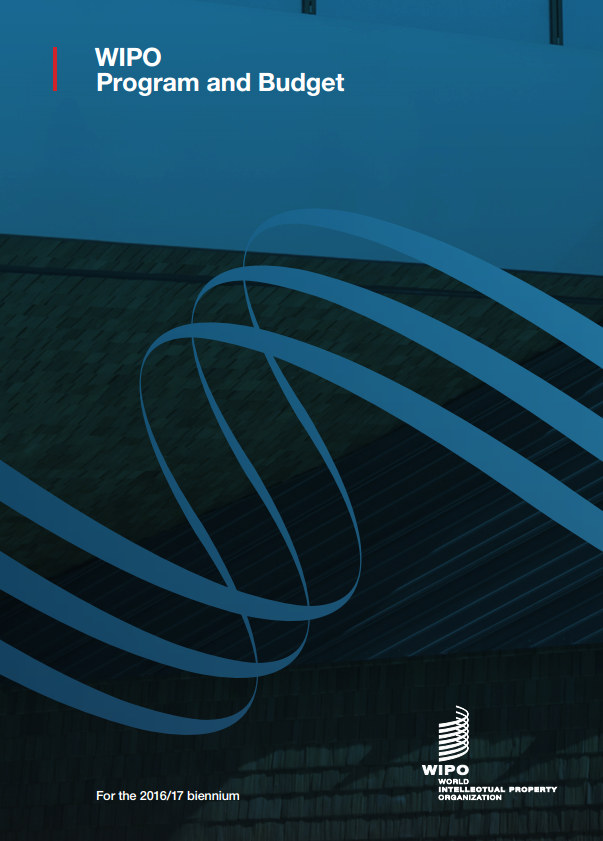 WIPO
Program and Budget
WIPO
WORLD
INTELLECTUAL PROPERTY
ORGANIZATION
For the 2016/17 biennium